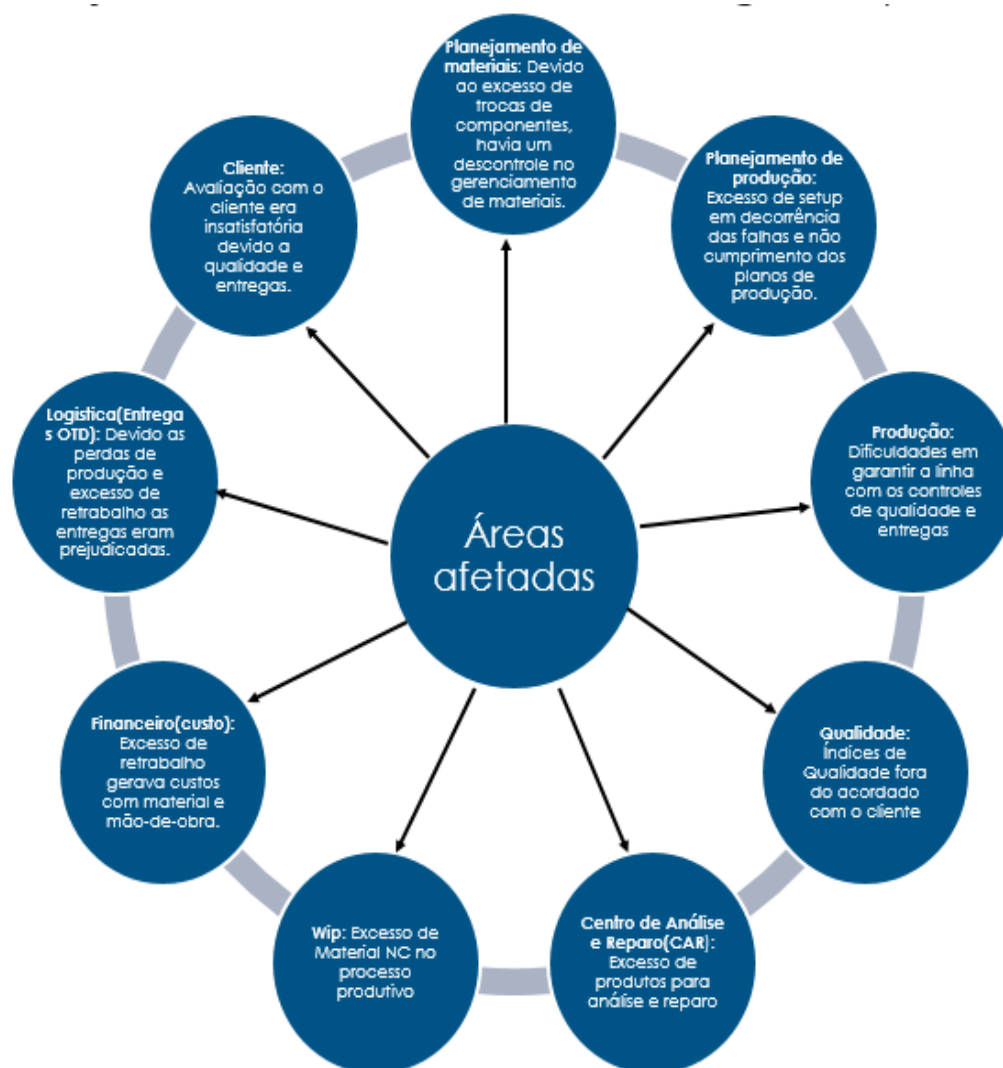 Planejamento de
materiais: Devido
ao excesso de
trocas de
componentes,
havia um
descontrole no
gerenciamento
de materiais.
Planejamento de
produção:
Excesso de setup
em decorrência
das falhas e não
cumprimento dos
planos de
produção.
Produção:
Dificuldades em
garantir a linha
com os controles
de qualidade e
entregas
Qualidade:
Índices de
Qualidade fora
do acordado
com o cliente
Centro de Análise
e Reparo(CAR):
Excesso de
produtos para
análise e reparo
Wip: Excesso de
Material NC no
processo
produtivo
Financeiro(custo):
Excesso de
retrabalho
gerava custos
com material e
mão-de-obra.
Logistica(Entrega
s OTD): Devido as
perdas de
produção e
excesso de
retrabalho as
entregas eram
prejudicadas.
Cliente:
Avaliação com o
cliente era
insatisfatória
devido a
qualidade e
entregas.
Áreas
afetadas